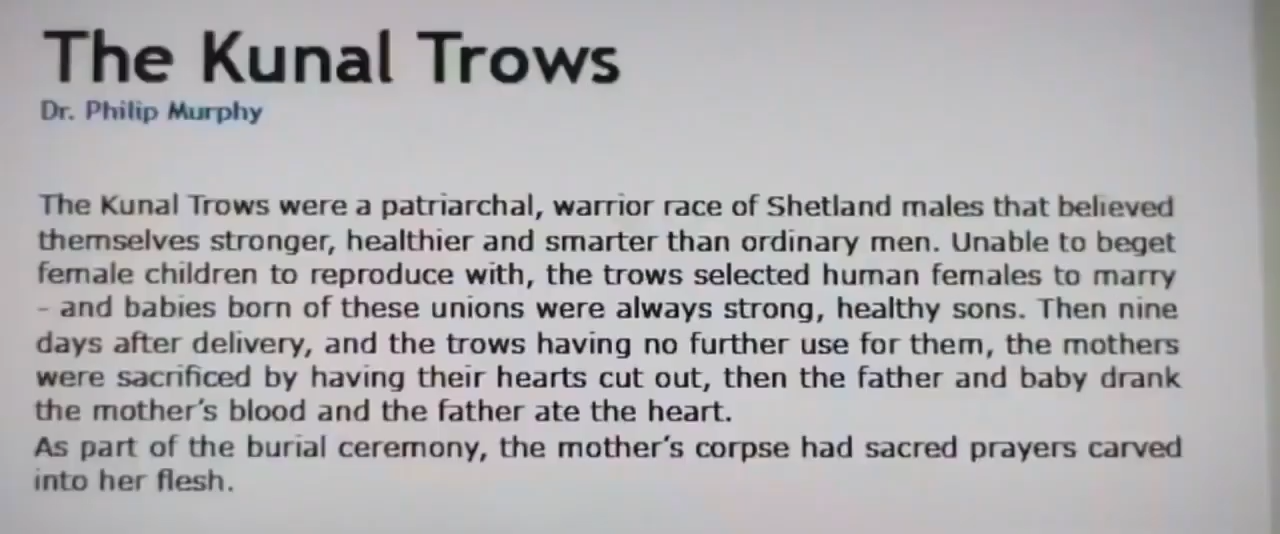 The Kunal Trows
Dr. Philip Murphy
The Kunal Trows were a patriarchal, warrior race of Shetland males that believed
themselves stronger, healthier and smarter than ordinary men. Unable to beget
female children to reproduce with, the trows selected human females to marry
- and babies born of these unions were always strong, healthy sons. Then nine
days after delivery, and the trows having no further use for them, the mothers
were sacrificed by having their hearts cut out, then the father and baby drank
the mother's blood and the father ate the heart.
As part of the burial ceremony, the mother's corpse had sacred prayers carved
into her flesh.